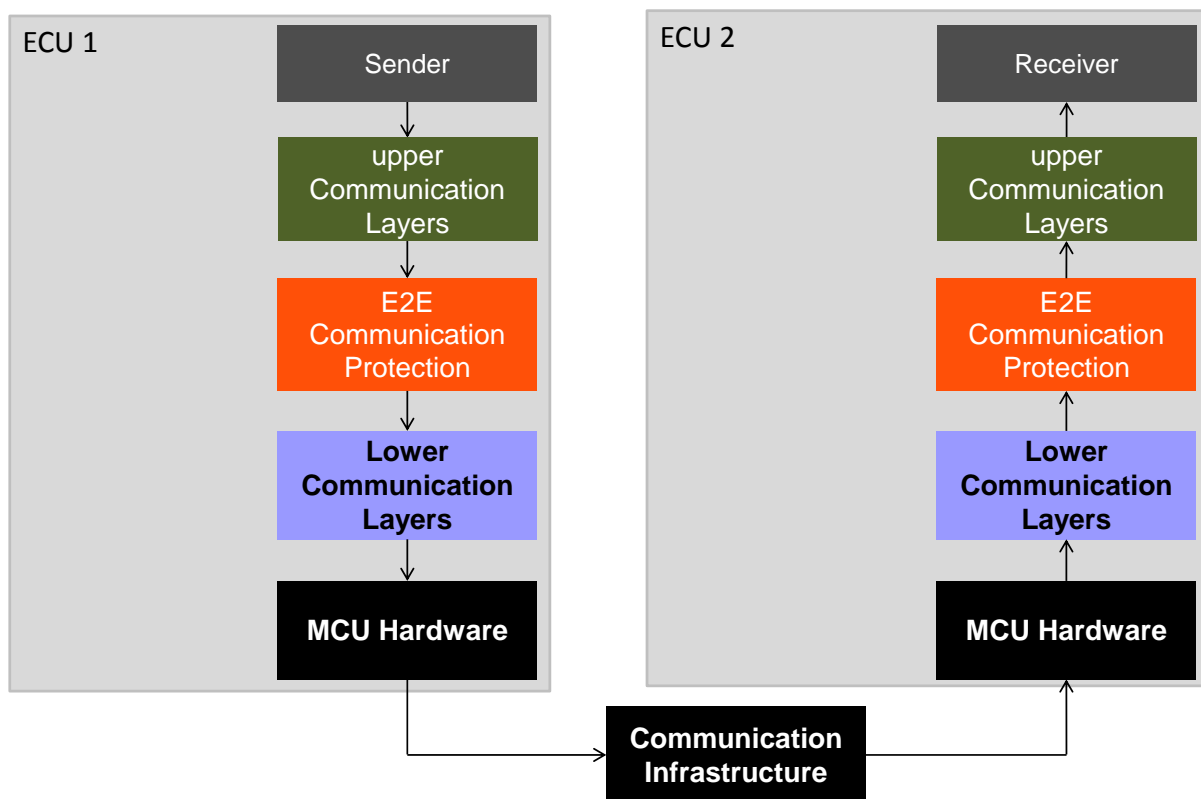 ECU 1
Sender
upper
Communication
Layers
E2E
Communication
Protection
Lower
Communication
Layers
MCU Hardware
ECU 2
Receiver
upper
Communication
Layers
E2E
Communication
Protection
Lower
Communication
Layers
MCU Hardware
Communication
Infrastructure